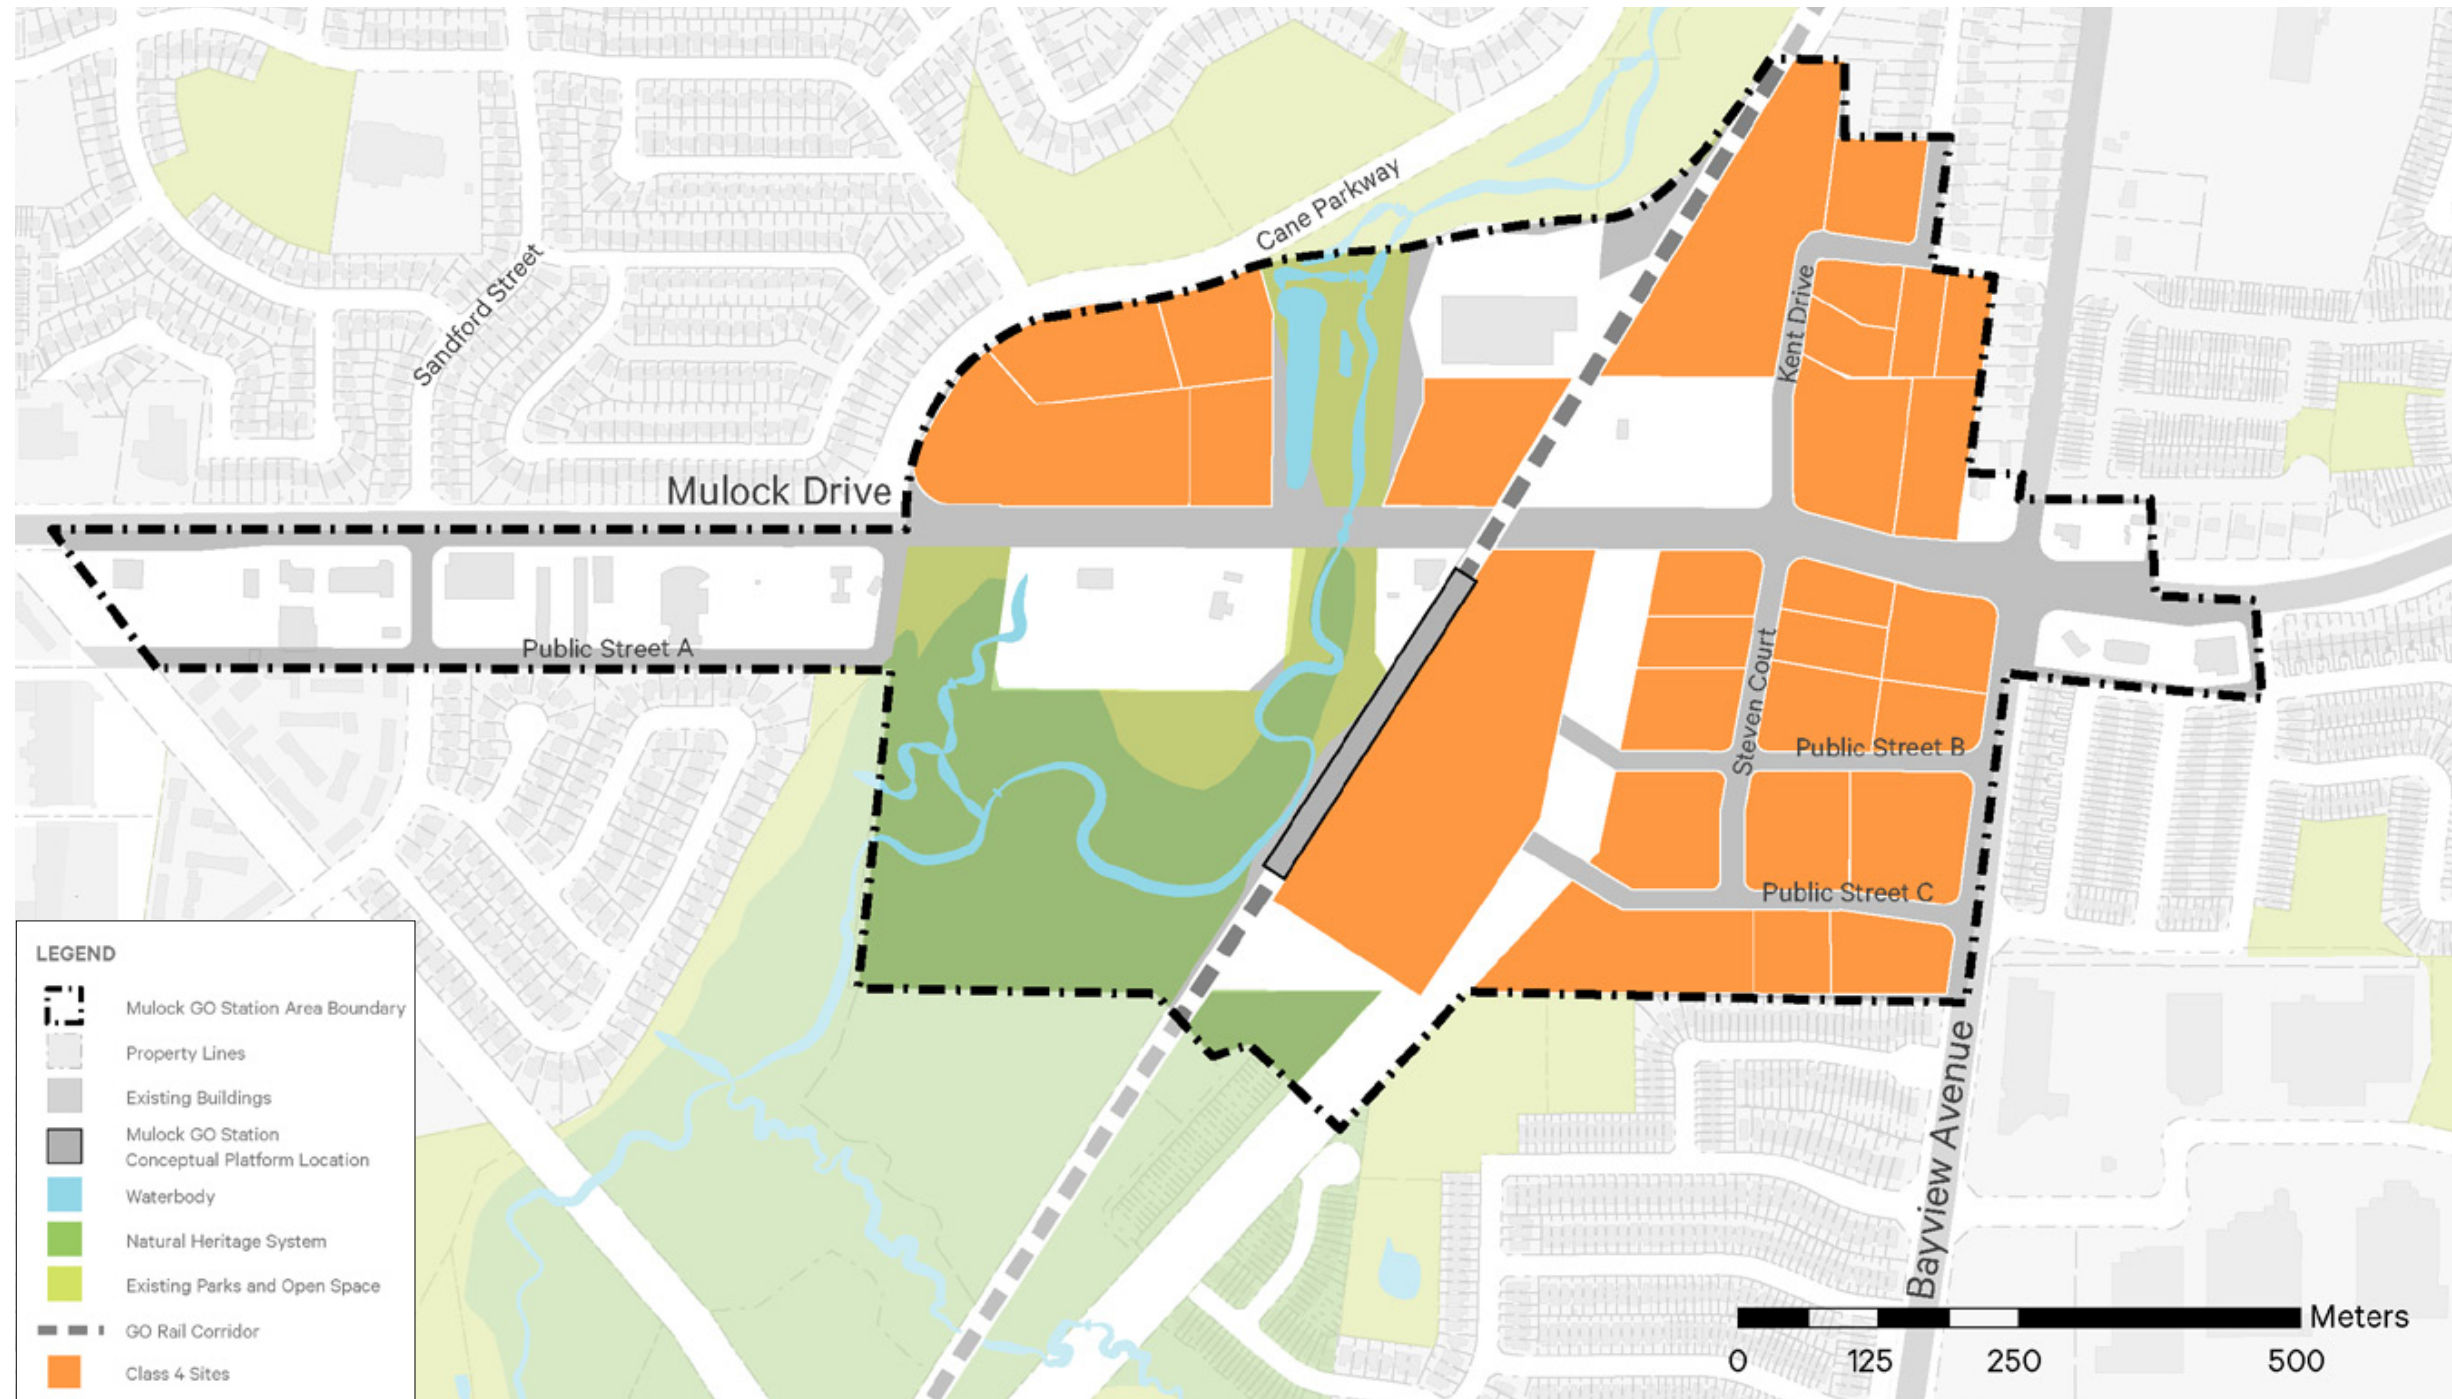 Cane Parkway
Sandford Street
Kent Drive
Mulock Drive
Public Street A
Steven Court
Public Street B
Public Street C
Bayview Avenue
LEGEND
Mulock GO Station Area Boundary
Property Lines
Existing Buildings
Mulock GO Station
Conceptual Platform Location
Waterbody
Natural Heritage System
Existing Parks and Open Space
GO Rail Corridor
Class 4 Sites
Meters
0 125 250 500